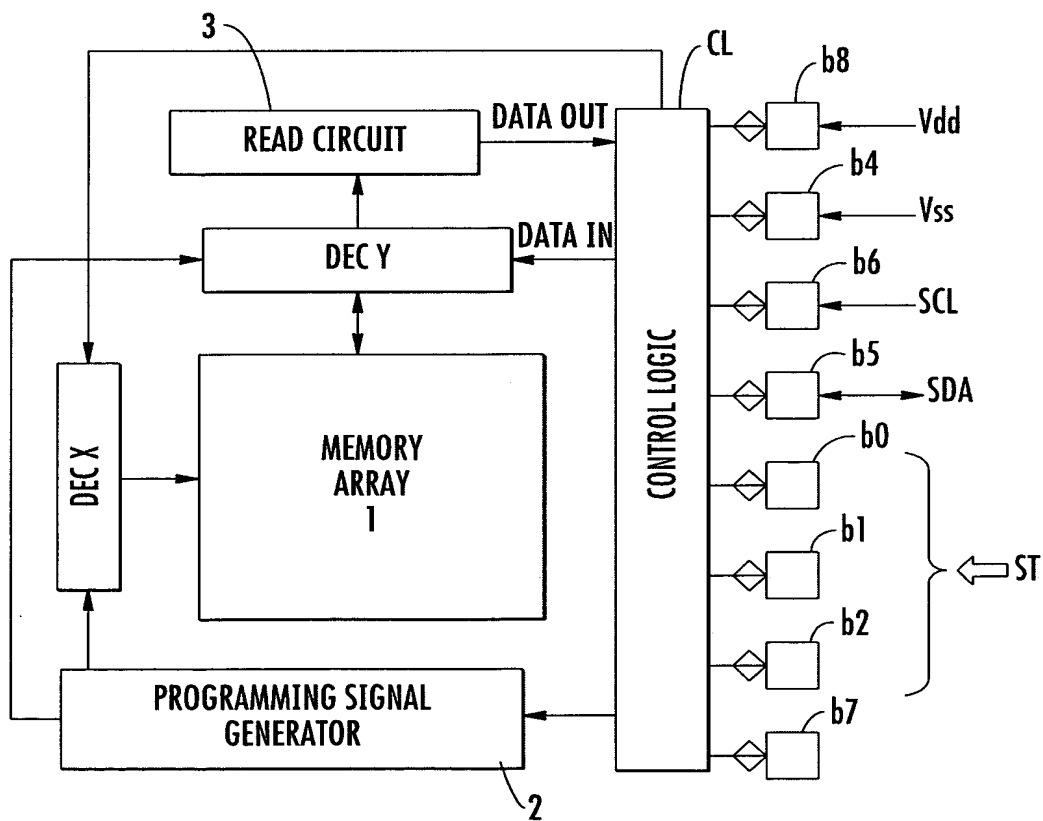 3
CL
b8
READ CIRCUIT
DATA OUT
Vdd
b4
Vss
DEC Y
DATA IN
b6
SCL
b5
SDA
DEC X
MEMORY
ARRAY
1
CONTROL LOGIC
b0
b1
ST
b2
PROGRAMMING SIGNAL
GENERATOR
b7
2